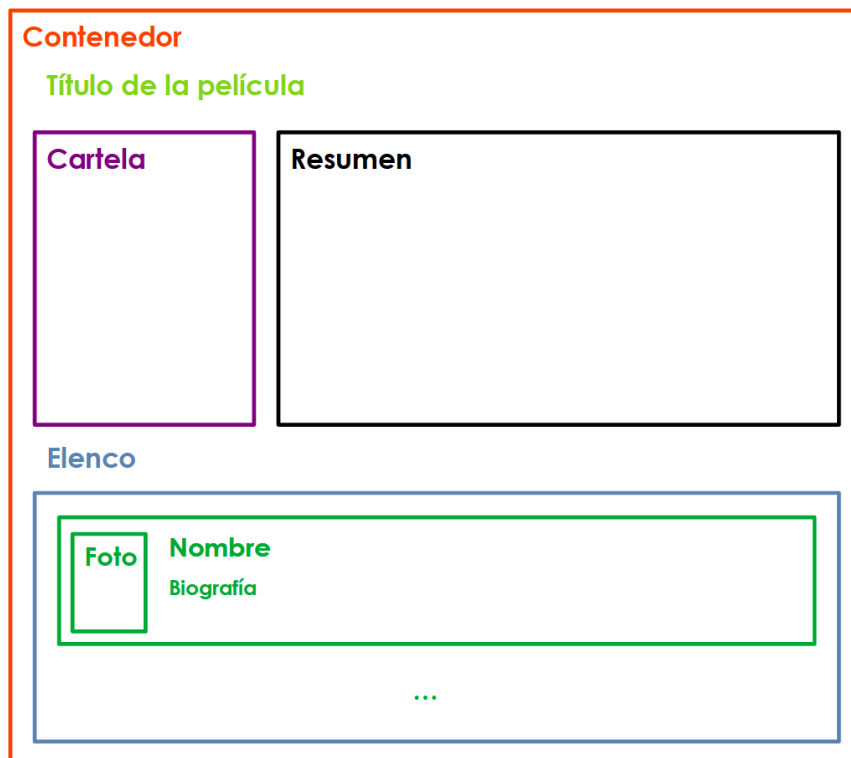 Contenedor
Título de la película
Cartela
Resumen
Elenco
Foto
Nombre
Biografía
...